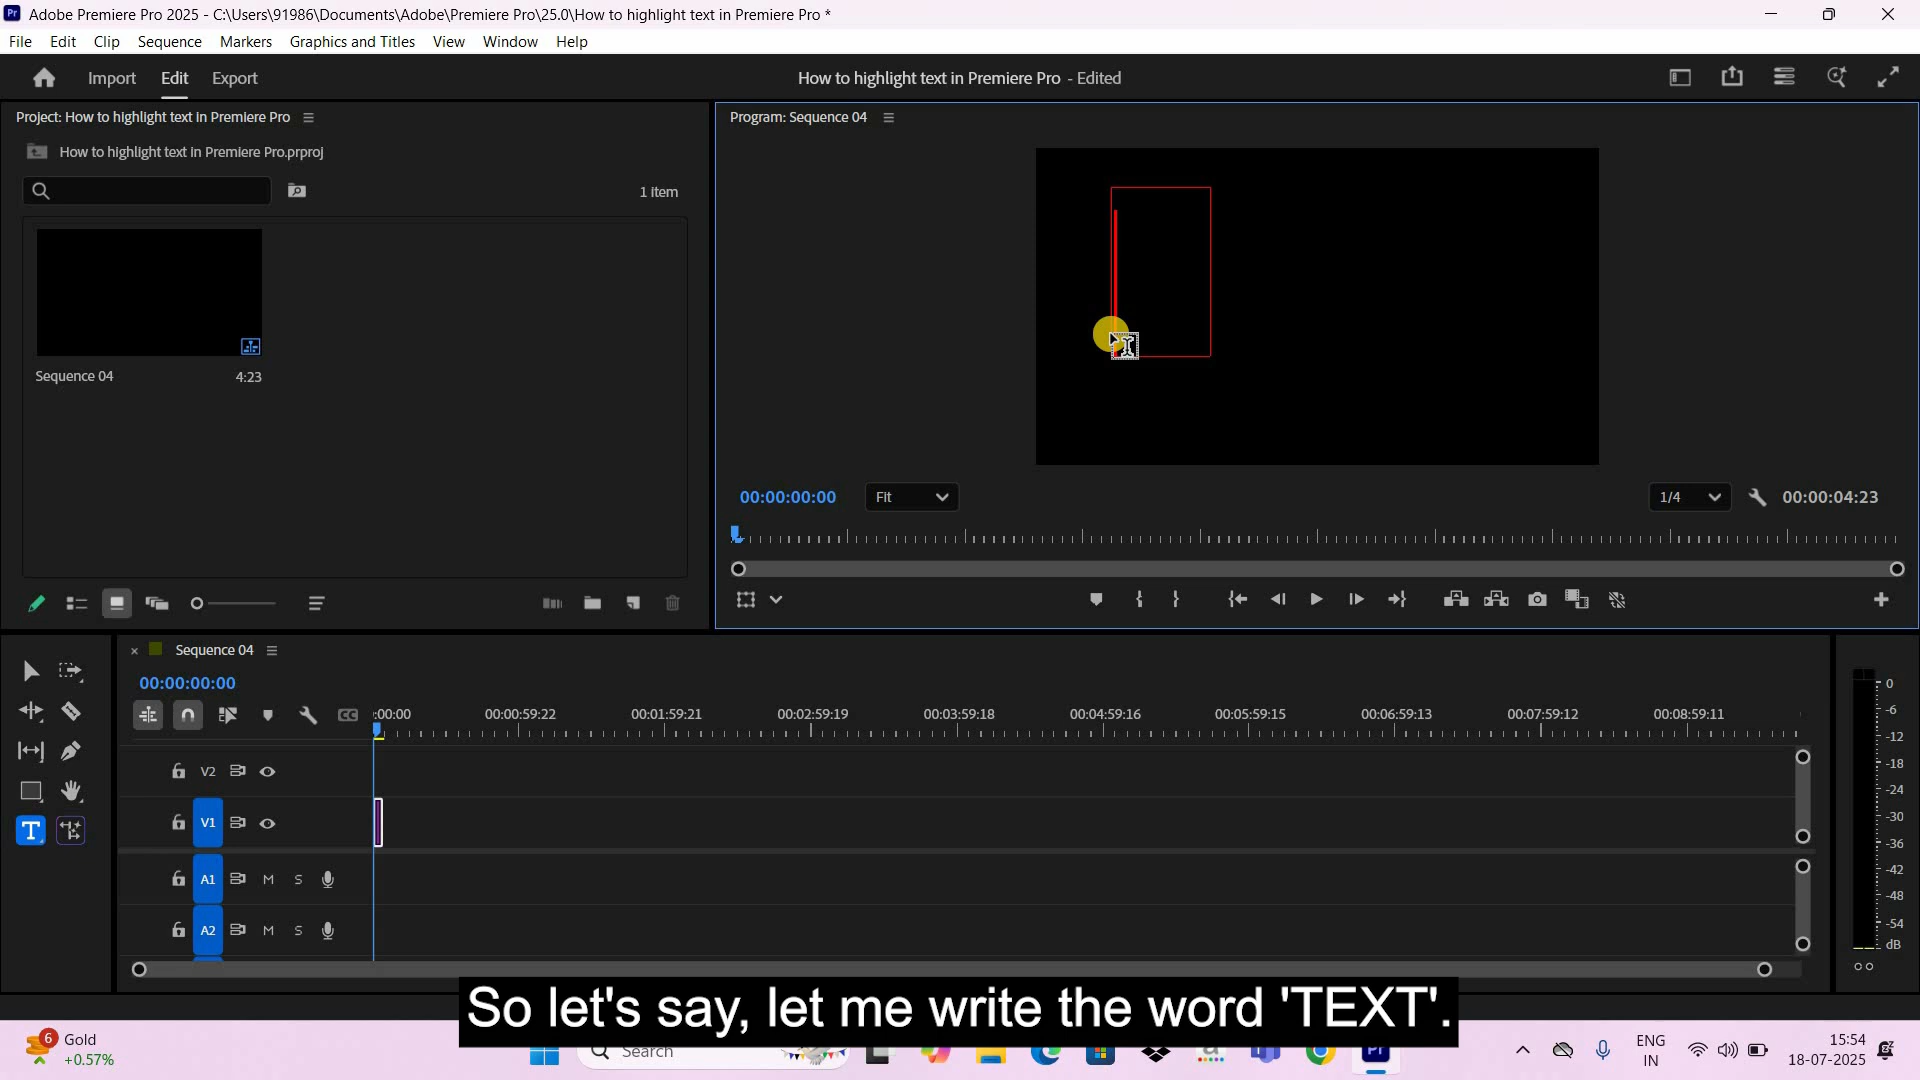 Pr Adobe Premiere Pro 2025 - C:\Users\91986\Documents\Adobe\Premiere Pro\25.0\How to highlight text in Premiere Pro *
File Edit Clip Sequence Markers Graphics and Titles View Window Help
Import Edit Export
How to highlight text in Premiere Pro - Edited
Project: How to highlight text in Premiere Pro
Program: Sequence 04
How to highlight text in Premiere Pro.prproj
1 item
Sequence 04 4:23
00:00:00:00 Fit 1/4 00:00:04:23
Sequence 04
00:00:00:00
CC :00:00 00:00:59:22 00:01:59:21 00:02:59:19 00:03:59:18 00:04:59:16 00:05:59:15 00:06:59:13 00:07:59:12 00:08:59:11
V2
V1
A1 M S
A2 M S
0
-6
-12
-18
-24
-30
-36
-42
-48
-54
dB
T
So let's say, let me write the word 'TEXT'.
6 Gold
+0.57%
Search
Pr
ENG
IN
15:54
18-07-2025